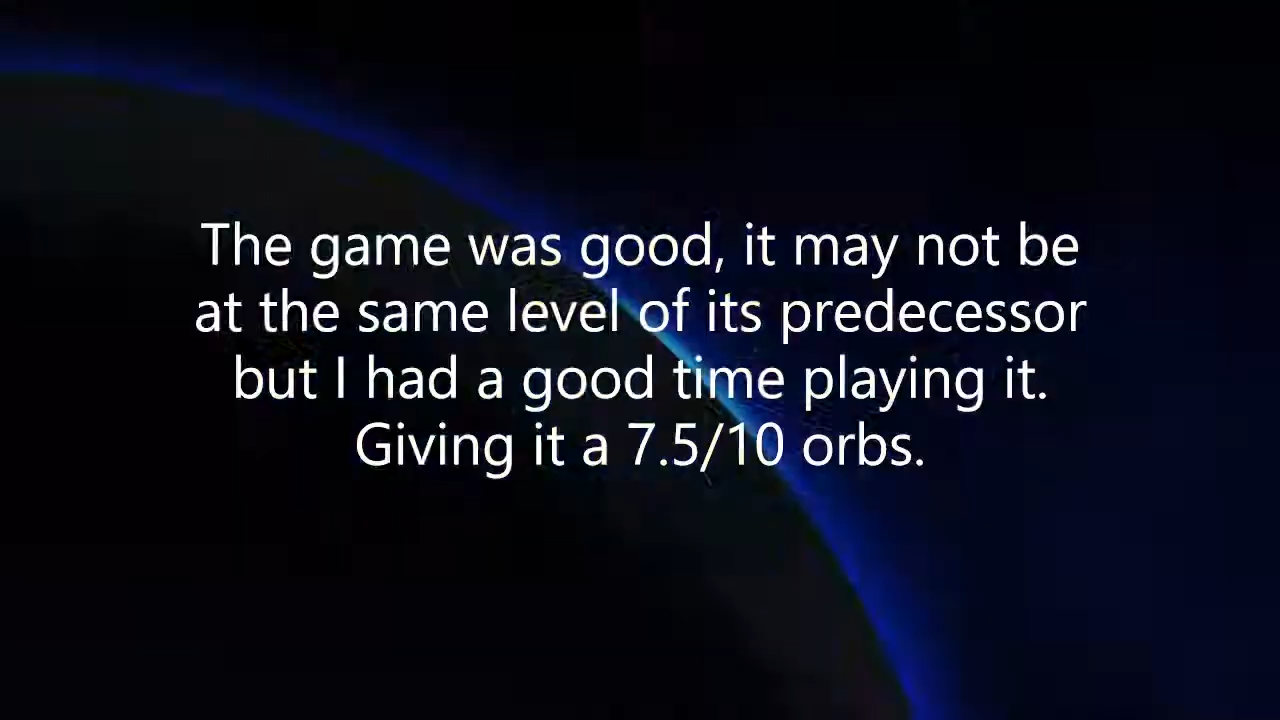 The game was good, it may not be
at the same level of its predecessor
but I had a good time playing it.
Giving it a 7.5/10 orbs.